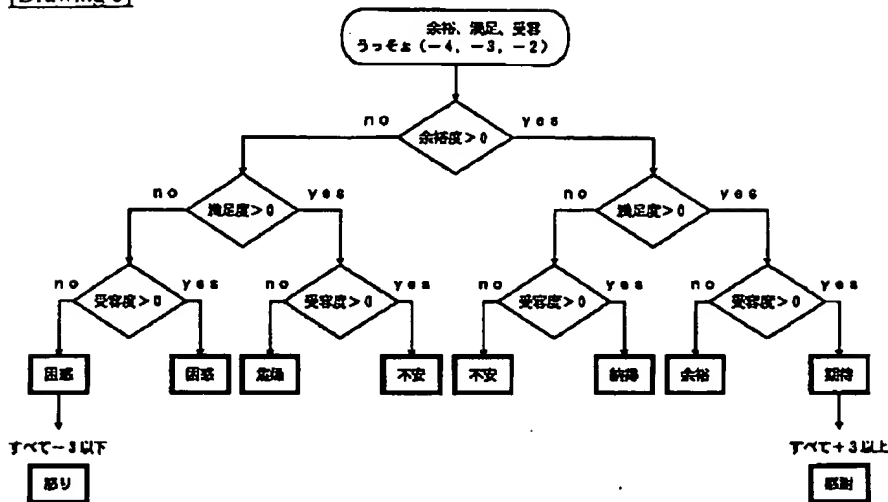 余裕、満足、受容
うっそぉ(−4，−3，−2)
余裕度>0
no
yes
満足度>0
no
yes
満足度>0
no
yes
受容度>0
no
yes
受容度>0
no
yes
受容度>0
no
yes
受容度>0
no
yes
困惑
困惑
不安
不安
納得
余裕
期待
すべて−3以下
すべて+3以上
怒り
感謝